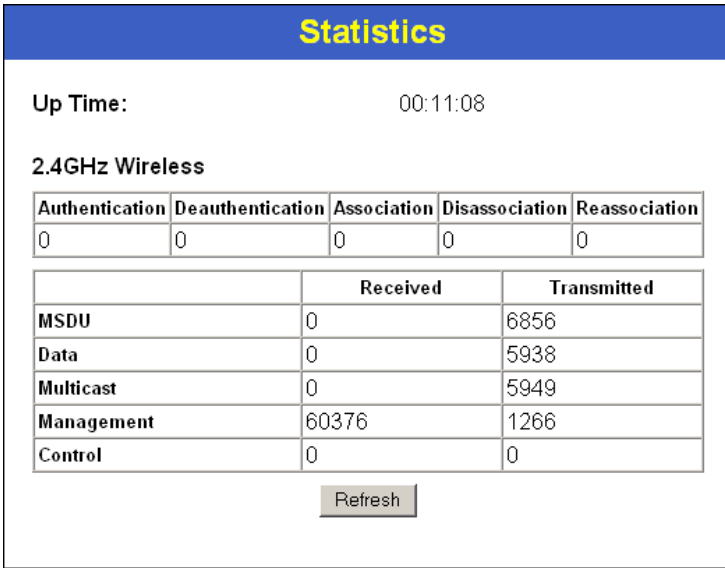 Statistics
Up Time: 00:11:08
2.4GHz Wireless
Authentication Deauthentication Association Disassociation Reassociation
0 0 0 0 0
Received Transmitted
MSDU 0 6856
Data 0 5938
Multicast 0 5949
Management 60376 1266
Control 0 0
Refresh